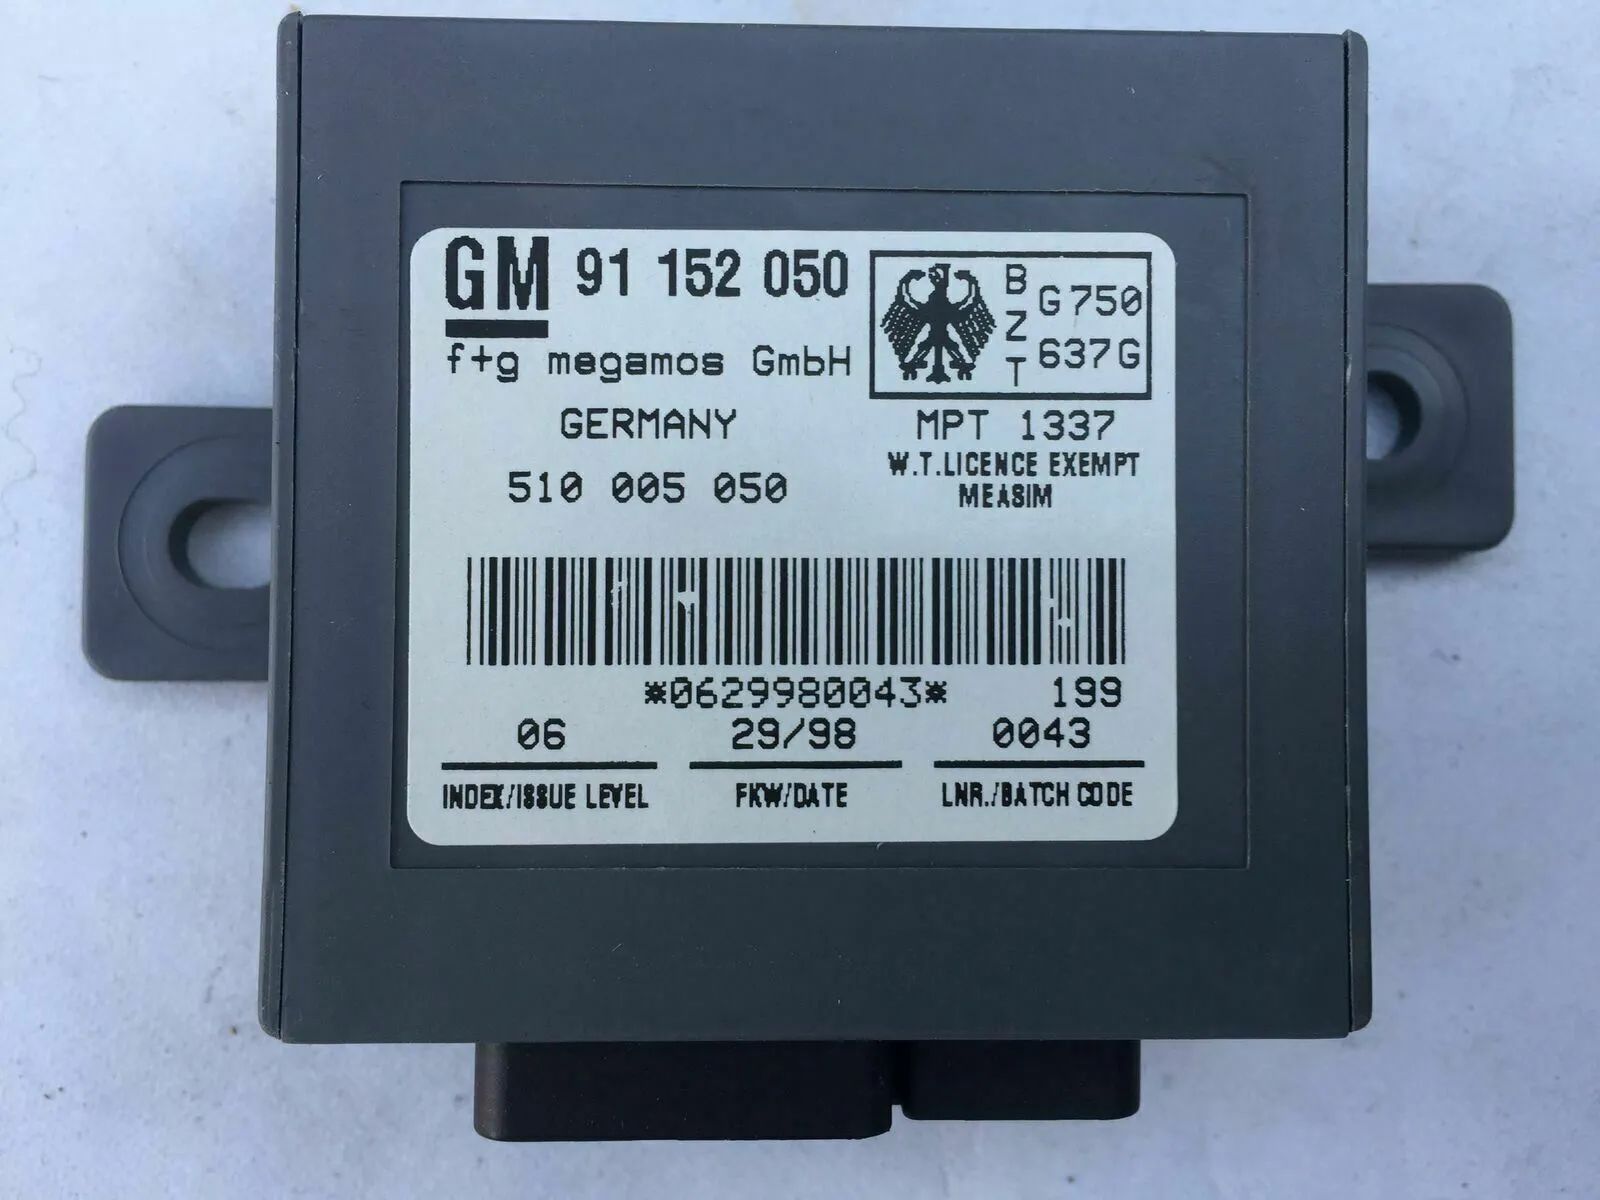 GM 91 152 050
f+g megamos GmbH
GERMANY
510 005 050
BZT
G750
637G
MPT 1337
W.T.LICENCE EXEMPT
MEASIM
*0629980043* 199
06 29/98 0043
INDEX/ISSUE LEVEL FKW/DATE LNR./BATCH CODE